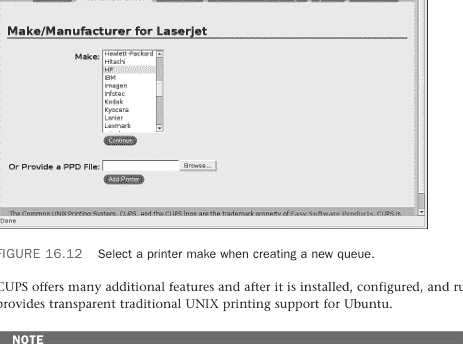 Make/Manufacturer for Laserjet
Make:
Hewlett-Packard
Hitachi
HP
IBM
Imagen
Infotec
Kodak
Kyocera
Lanier
Lexmark
Continue
Or Provide a PPD File:
Browse...
Add Printer
The Common UNIX Printing System, CUPS, and the CUPS logo are the trademark property of Easy Software Products. CUPS is
Done
FIGURE 16.12 Select a printer make when creating a new queue.
CUPS offers many additional features and after it is installed, configured, and ru
provides transparent traditional UNIX printing support for Ubuntu.
NOTE